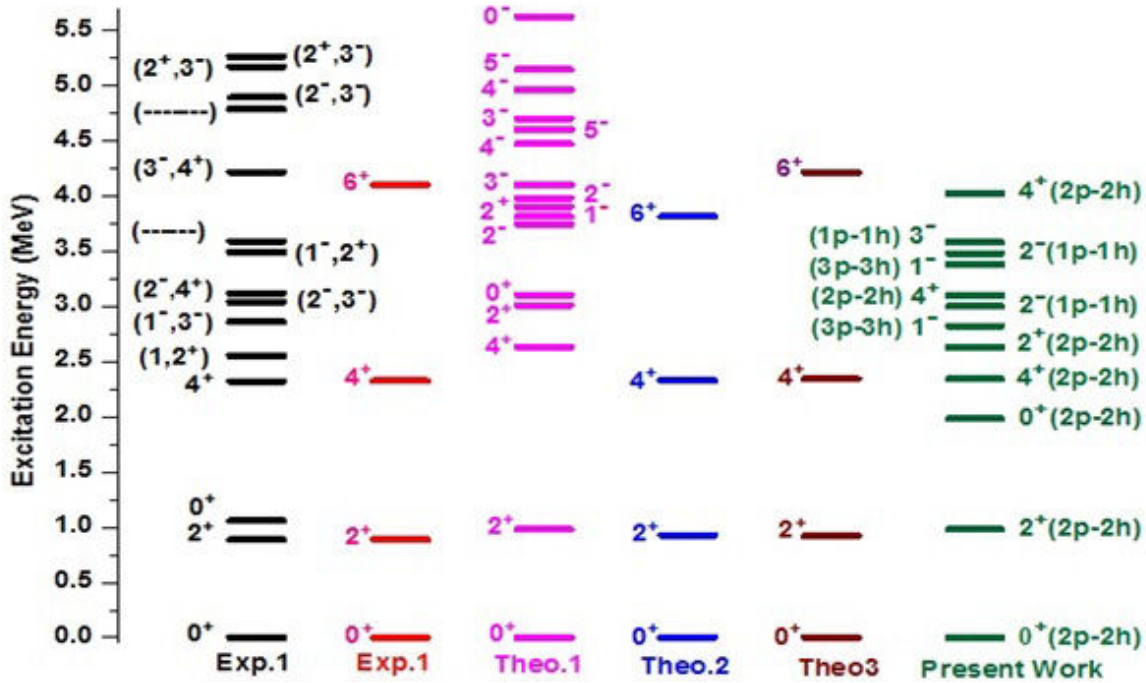 Excitation Energy (MeV)
5.5
5.0
4.5
4.0
3.5
3.0
2.5
2.0
1.5
1.0
0.5
0.0
(2⁺,3⁻)
(2⁺,3⁻)
(2⁻,3⁻)
(-------)
(3⁻,4⁺)
(------)
(1⁻,2⁺)
(2⁻,4⁺)
(2⁻,3⁻)
(1⁻,3⁻)
(1,2⁺)
4⁺
0⁺
2⁺
0⁺
Exp.1
6⁺
4⁺
2⁺
0⁺
Exp.1
0⁻
5⁻
4⁻
3⁻
5⁻
4⁻
3⁻
2⁻
2⁺
1⁻
2⁻
0⁺
2⁺
4⁺
2⁺
0⁺
Theo.1
6⁺
4⁺
2⁺
0⁺
Theo.2
6⁺
4⁺
2⁺
0⁺
Theo3
4⁺(2p-2h)
(1p-1h) 3⁻
2⁻(1p-1h)
(3p-3h) 1⁻
(2p-2h) 4⁺
2⁻(1p-1h)
(3p-3h) 1⁻
2⁺(2p-2h)
4⁺(2p-2h)
0⁺(2p-2h)
2⁺(2p-2h)
0⁺(2p-2h)
Present Work